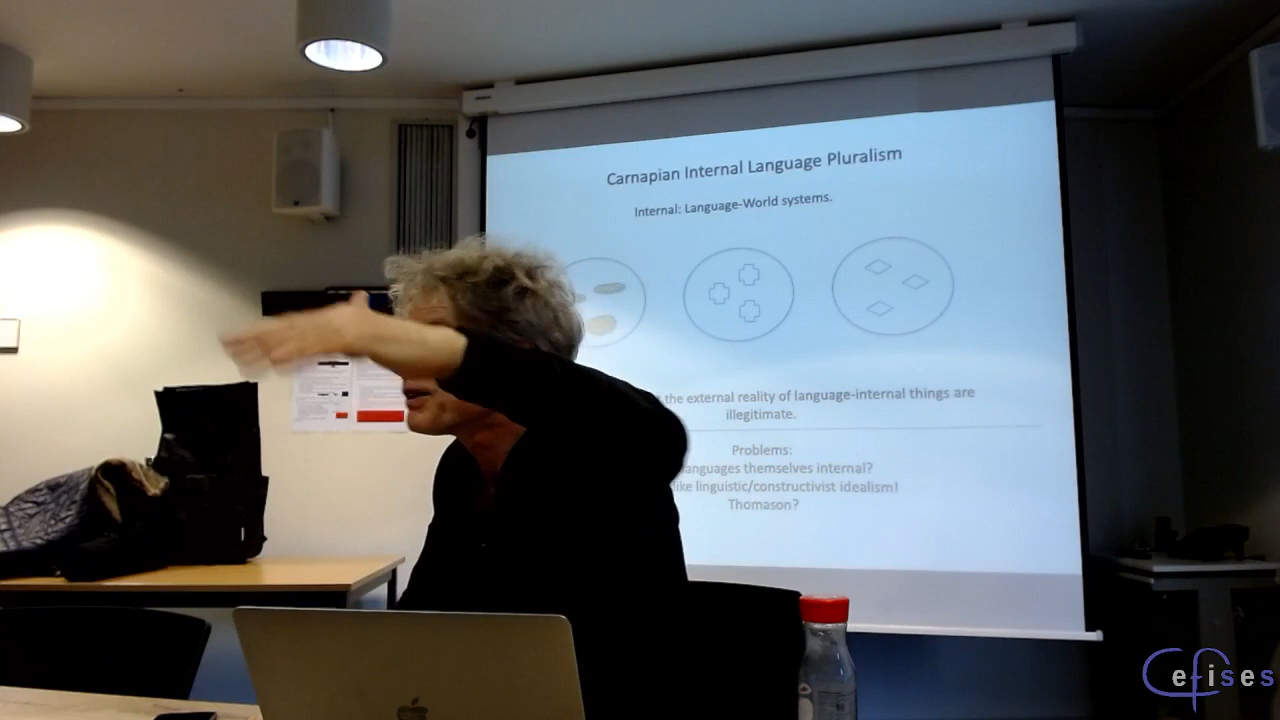 Carnapian Internal Language Pluralism
Internal: Language-World systems.
the external reality of language-internal things are
illegitimate.
Problems:
languages themselves internal?
like linguistic/constructivist idealism!
Thomason?
efises